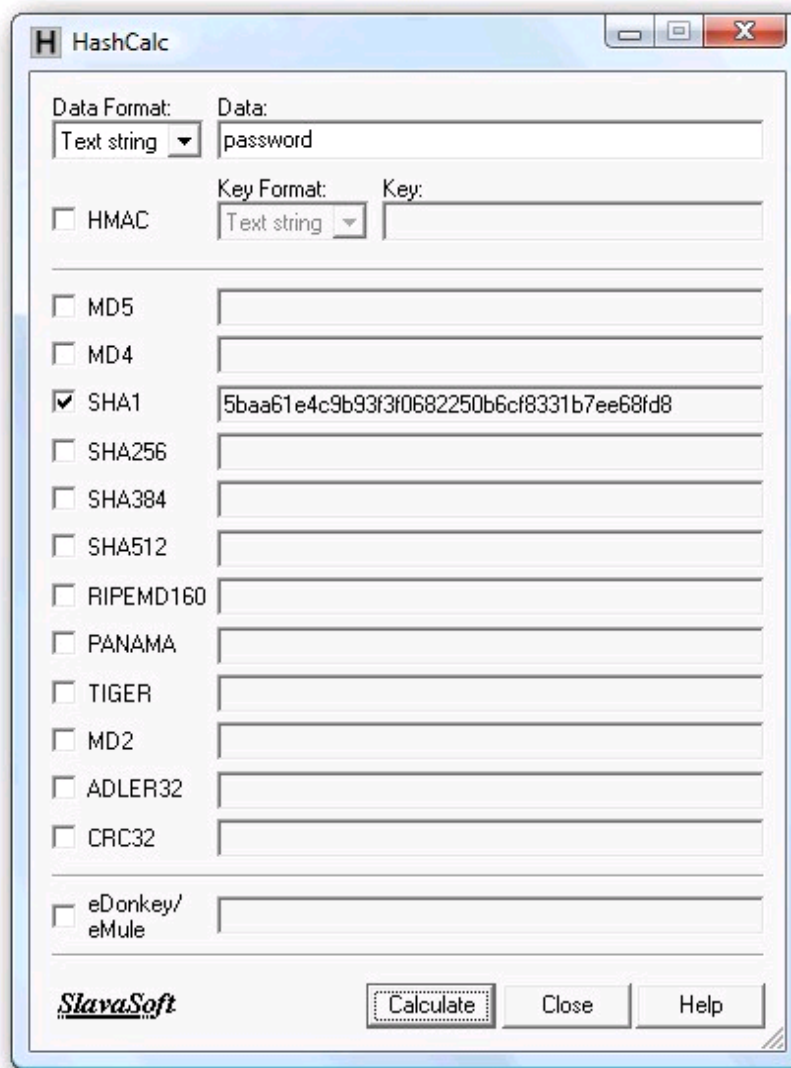 H HashCalc
Data Format: Data:
Text string password
Key Format: Key:
HMAC Text string
MD5
MD4
SHA1 5baa61e4c9b93f3f0682250b6cf8331b7ee68fd8
SHA256
SHA384
SHA512
RIPEMD160
PANAMA
TIGER
MD2
ADLER32
CRC32
eDonkey/
eMule
SlavaSoft Calculate Close Help